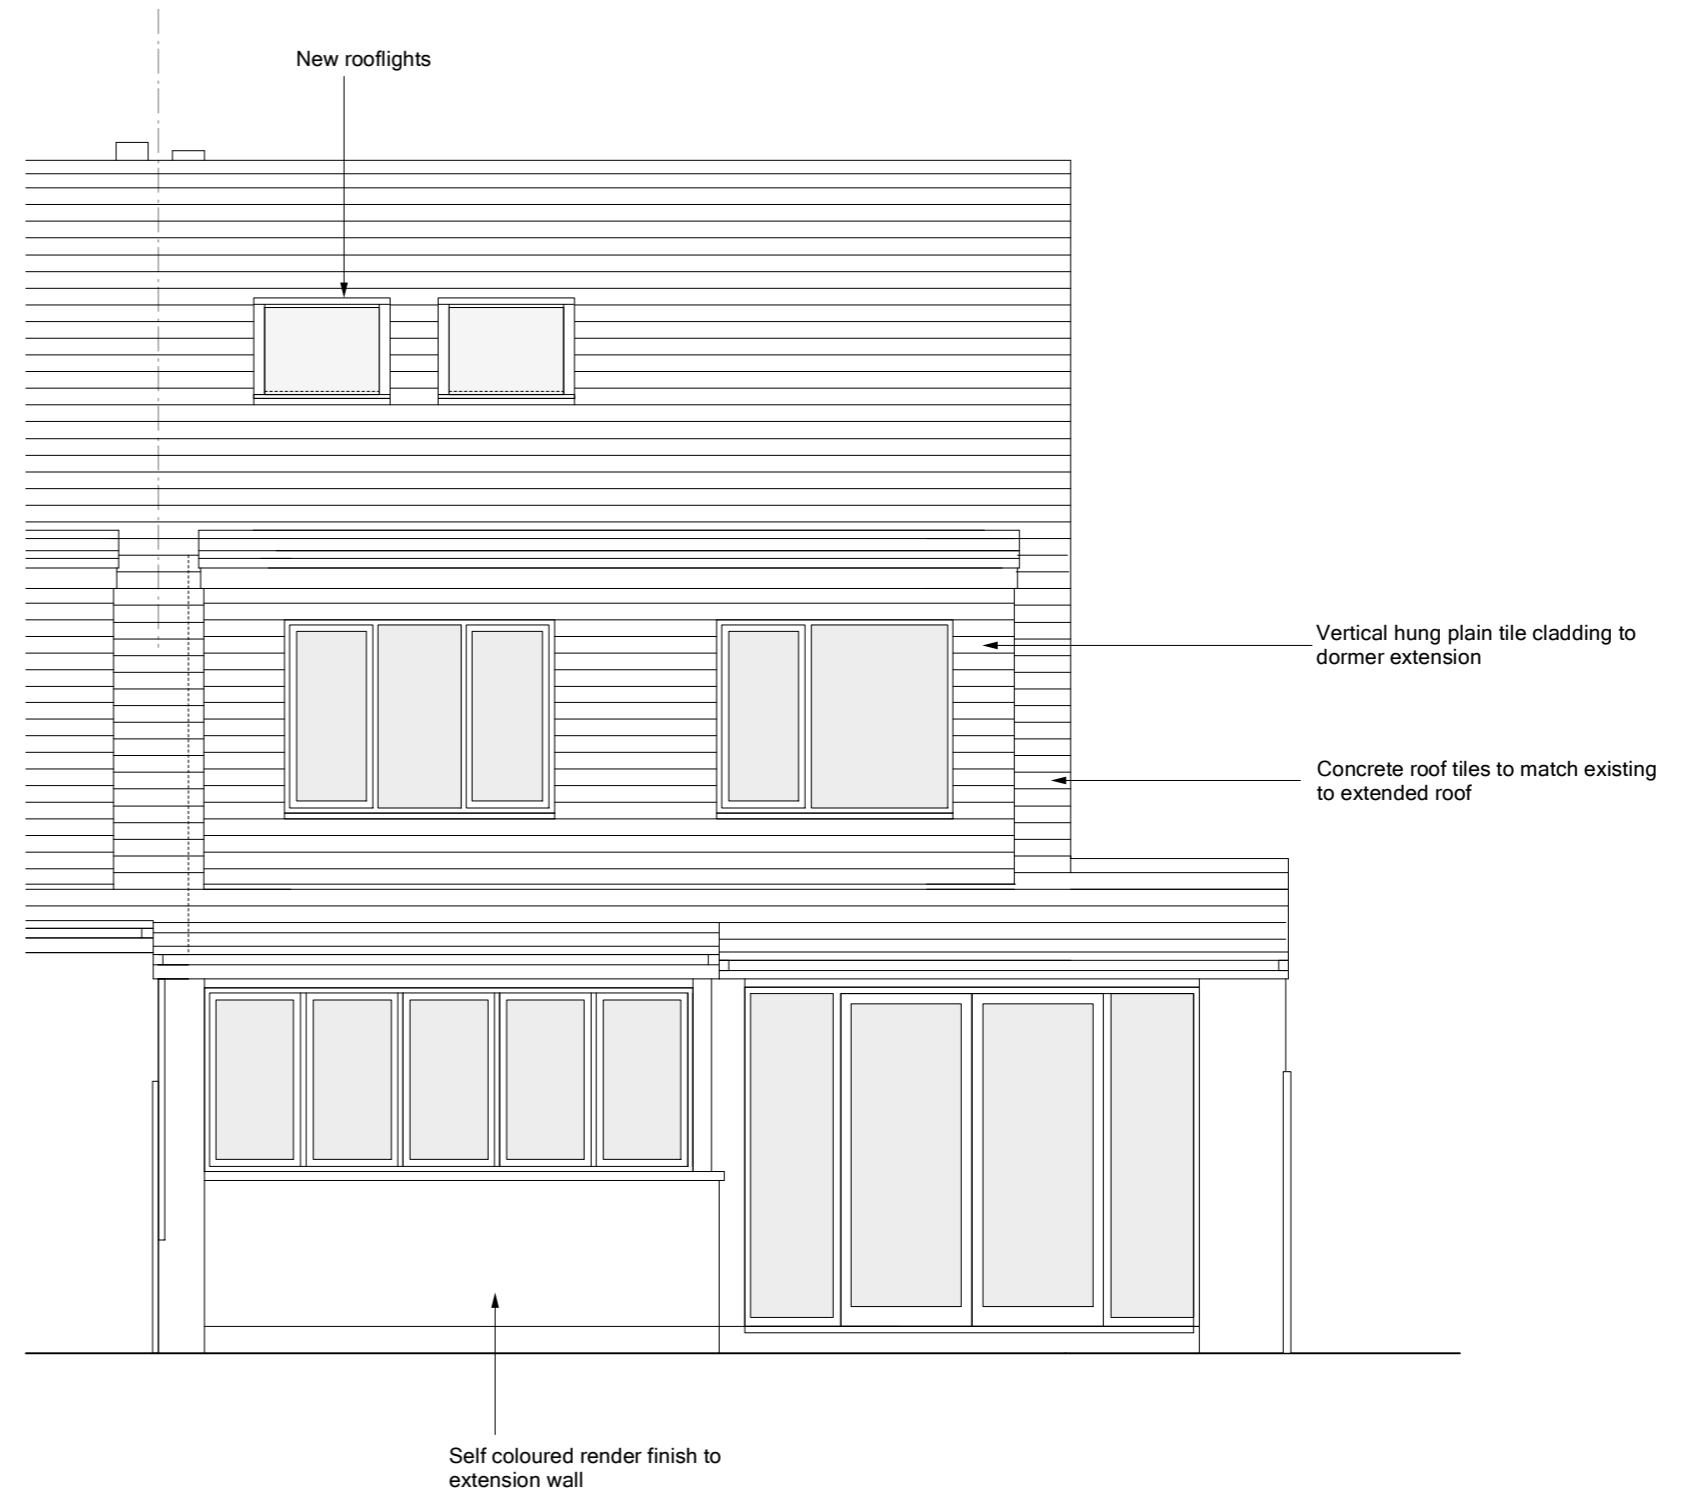 New rooflights
Vertical hung plain tile cladding to
dormer extension
Concrete roof tiles to match existing
to extended roof
Self coloured render finish to
extension wall